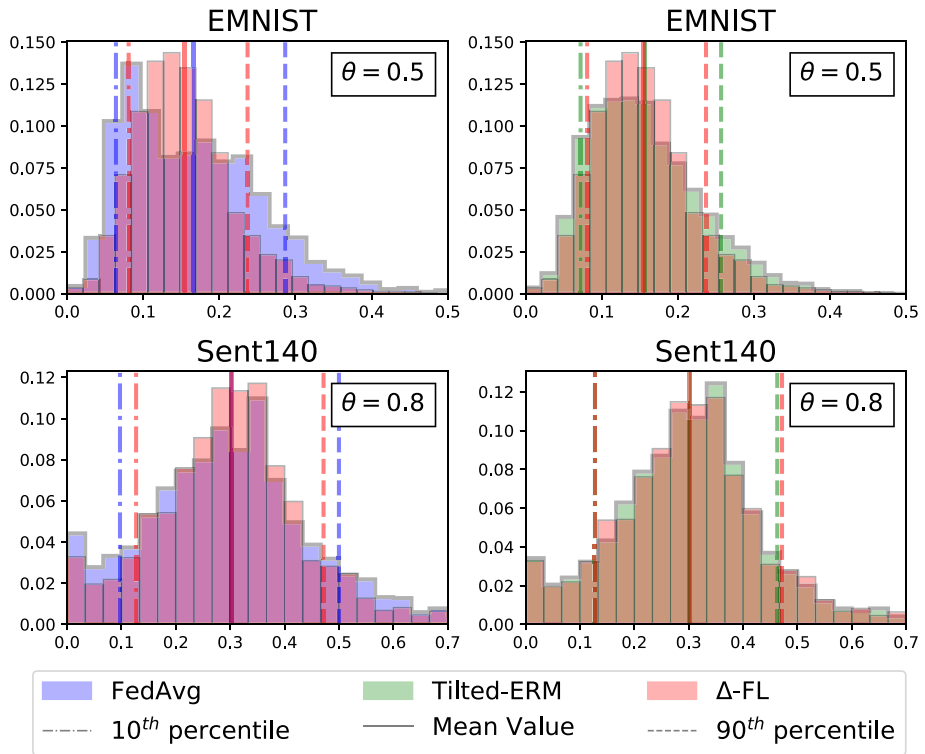 EMNIST
EMNIST
0.150
0.125
0.100
0.075
0.050
0.025
0.000
θ = 0.5
0.0 0.1 0.2 0.3 0.4 0.5
0.150
0.125
0.100
0.075
0.050
0.025
0.000
θ = 0.5
0.0 0.1 0.2 0.3 0.4 0.5
Sent140
Sent140
0.12
0.10
0.08
0.06
0.04
0.02
0.00
θ = 0.8
0.0 0.1 0.2 0.3 0.4 0.5 0.6 0.7
0.12
0.10
0.08
0.06
0.04
0.02
0.00
θ = 0.8
0.0 0.1 0.2 0.3 0.4 0.5 0.6 0.7
FedAvg Tilted-ERM Δ-FL
10th percentile Mean Value 90th percentile